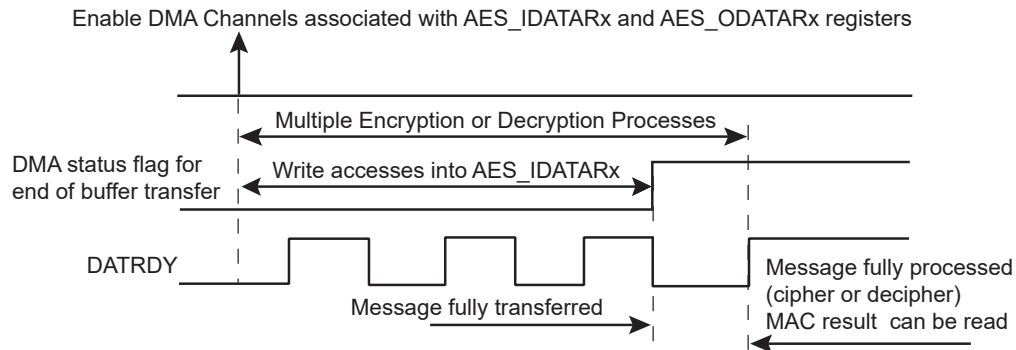 Enable DMA Channels associated with AES_IDATARx and AES_ODATARx registers
Multiple Encryption or Decryption Processes
DMA status flag for
end of buffer transfer
Write accesses into AES_IDATARx
DATRDY
Message fully transferred
Message fully processed
(cipher or decipher)
MAC result can be read